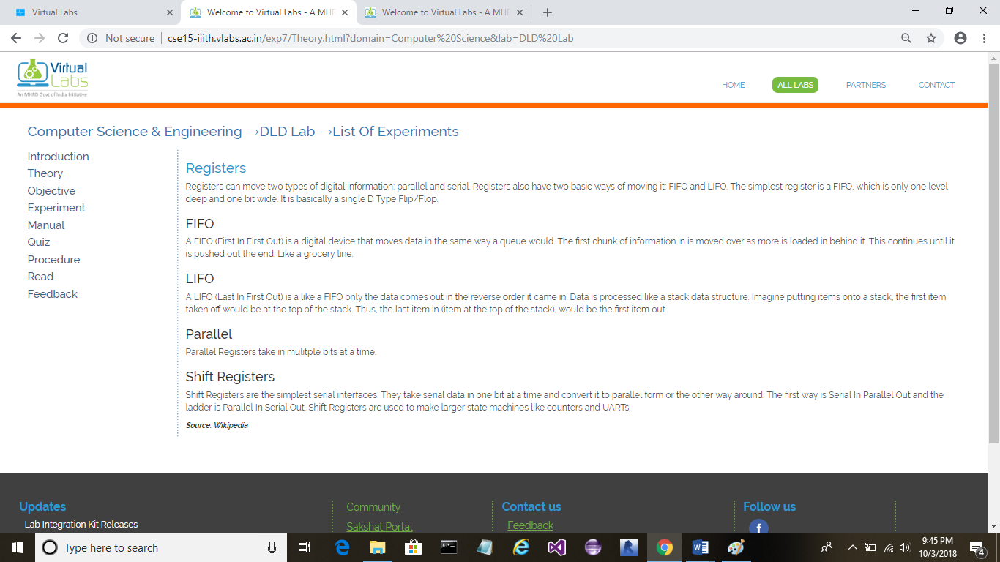 Virtual Labs
Welcome to Virtual Labs - A MHR
Welcome to Virtual Labs - A MHR
Not secure
cse15-iiith.vlabs.ac.in/exp7/Theory.html?domain=Computer%20Science&lab=DLD%20Lab
Virtual
Labs
An MHRD Govt of India Initiative
HOME
ALL LABS
PARTNERS
CONTACT
Computer Science & Engineering →DLD Lab →List Of Experiments
Introduction
Theory
Objective
Experiment
Manual
Quiz
Procedure
Read
Feedback
Registers
Registers can move two types of digital information: parallel and serial. Registers also have two basic ways of moving it: FIFO and LIFO. The simplest register is a FIFO, which is only one level
deep and one bit wide. It is basically a single D Type Flip/Flop.
FIFO
A FIFO (First In First Out) is a digital device that moves data in the same way a queue would. The first chunk of information in is moved over as more is loaded in behind it. This continues until it
is pushed out the end. Like a grocery line.
LIFO
A LIFO (Last In First Out) is a like a FIFO only the data comes out in the reverse order it came in. Data is processed like a stack data structure. Imagine putting items onto a stack, the first item
taken off would be at the top of the stack. Thus, the last item in (item at the top of the stack), would be the first item out
Parallel
Parallel Registers take in mulitple bits at a time.
Shift Registers
Shift Registers are the simplest serial interfaces. They take serial data in one bit at a time and convert it to parallel form or the other way around. The first way is Serial In Parallel Out and the
ladder is Parallel In Serial Out. Shift Registers are used to make larger state machines like counters and UARTs.
Source: Wikipedia
Updates
Lab Integration Kit Releases
Community
Sakshat Portal
Contact us
Feedback
Follow us
f
Type here to search
9:45 PM
10/3/2018
4